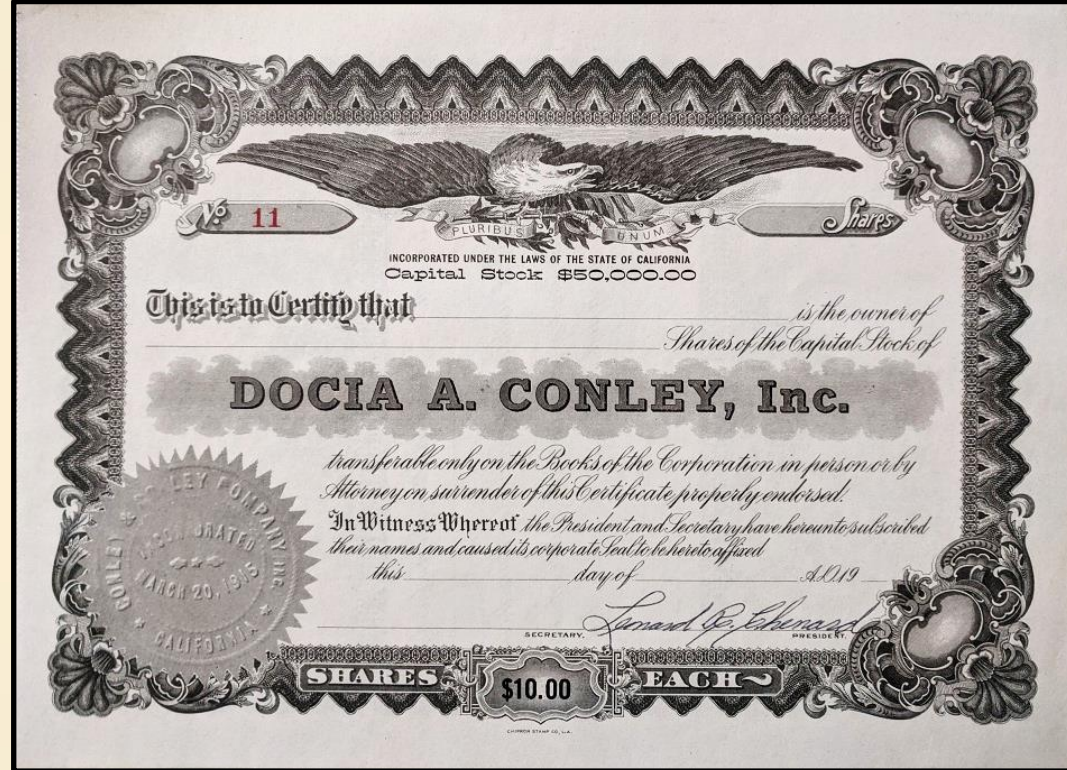 No 11
Shares
E PLURIBUS UNUM
INCORPORATED UNDER THE LAWS OF THE STATE OF CALIFORNIA
Capital Stock $50,000.00
This is to Certify that is the owner of
Shares of the Capital Stock of
DOCIA A. CONLEY, Inc.
transferable only on the Books of the Corporation in person or by
Attorney on surrender of this Certificate properly endorsed.
In Witness Whereof the President and Secretary have hereunto subscribed
their names and caused its corporate Seal to be hereto affixed
this day of A.D. 19
CONLEY COMPANY INC.
INCORPORATED
MARCH 20, 1915
CALIFORNIA
Leonard
SECRETARY. PRESIDENT.
SHARES $10.00 EACH
STAMP CO., L.A.